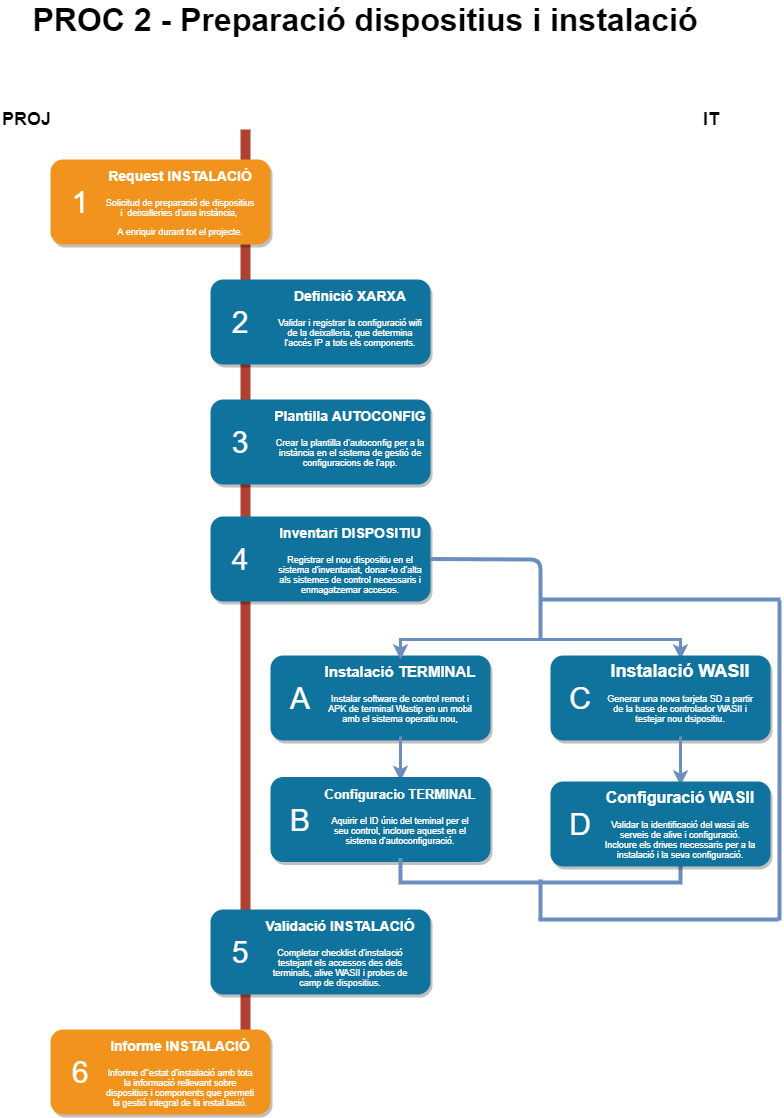 PROC 2 - Preparació dispositius i instalació
PROJ
IT
1
Request INSTALACIÓ
Solicitud de preparació de dispositius
i deixalleries d'una instància,
A enriquir durant tot el projecte.
2
Definició XARXA
Validar i registrar la configuració wifi
de la deixalleria, que determina
l'accés IP a tots els components.
3
Plantilla AUTOCONFIG
Crear la plantilla d'autoconfig per a la
instància en el sistema de gestió de
configuracions de l'app.
4
Inventari DISPOSITIU
Registrar el nou dispositiu en el
sistema d'inventariat, donar-lo d'alta
als sistemes de control necessaris i
enmagatzemar accesos.
A
Instalació TERMINAL
Instalar software de control remot i
APK de terminal Wastip en un mobil
amb el sistema operatiu nou,
C
Instalació WASII
Generar una nova tarjeta SD a partir
de la base de controlador WASII i
testejar nou dsipositiu.
B
Configuracio TERMINAL
Aquirir el ID únic del teminal per el
seu control, incloure aquest en el
sistema d'autoconfiguració.
D
Configuració WASII
Validar la identificació del wasii als
serveis de alive i configuració.
Incloure els drives necessaris per a la
instalació i la seva configuració.
5
Validació INSTALACIÓ
Completar checklist d'instalació
testejant els accessos des dels
terminals, alive WASII i probes de
camp de dispositius.
6
Informe INSTALACIÓ
Informe d''estat d'instalació amb tota
la informació rellevant sobre
dispositius i components que permeti
la gestió integral de la instal.lació.